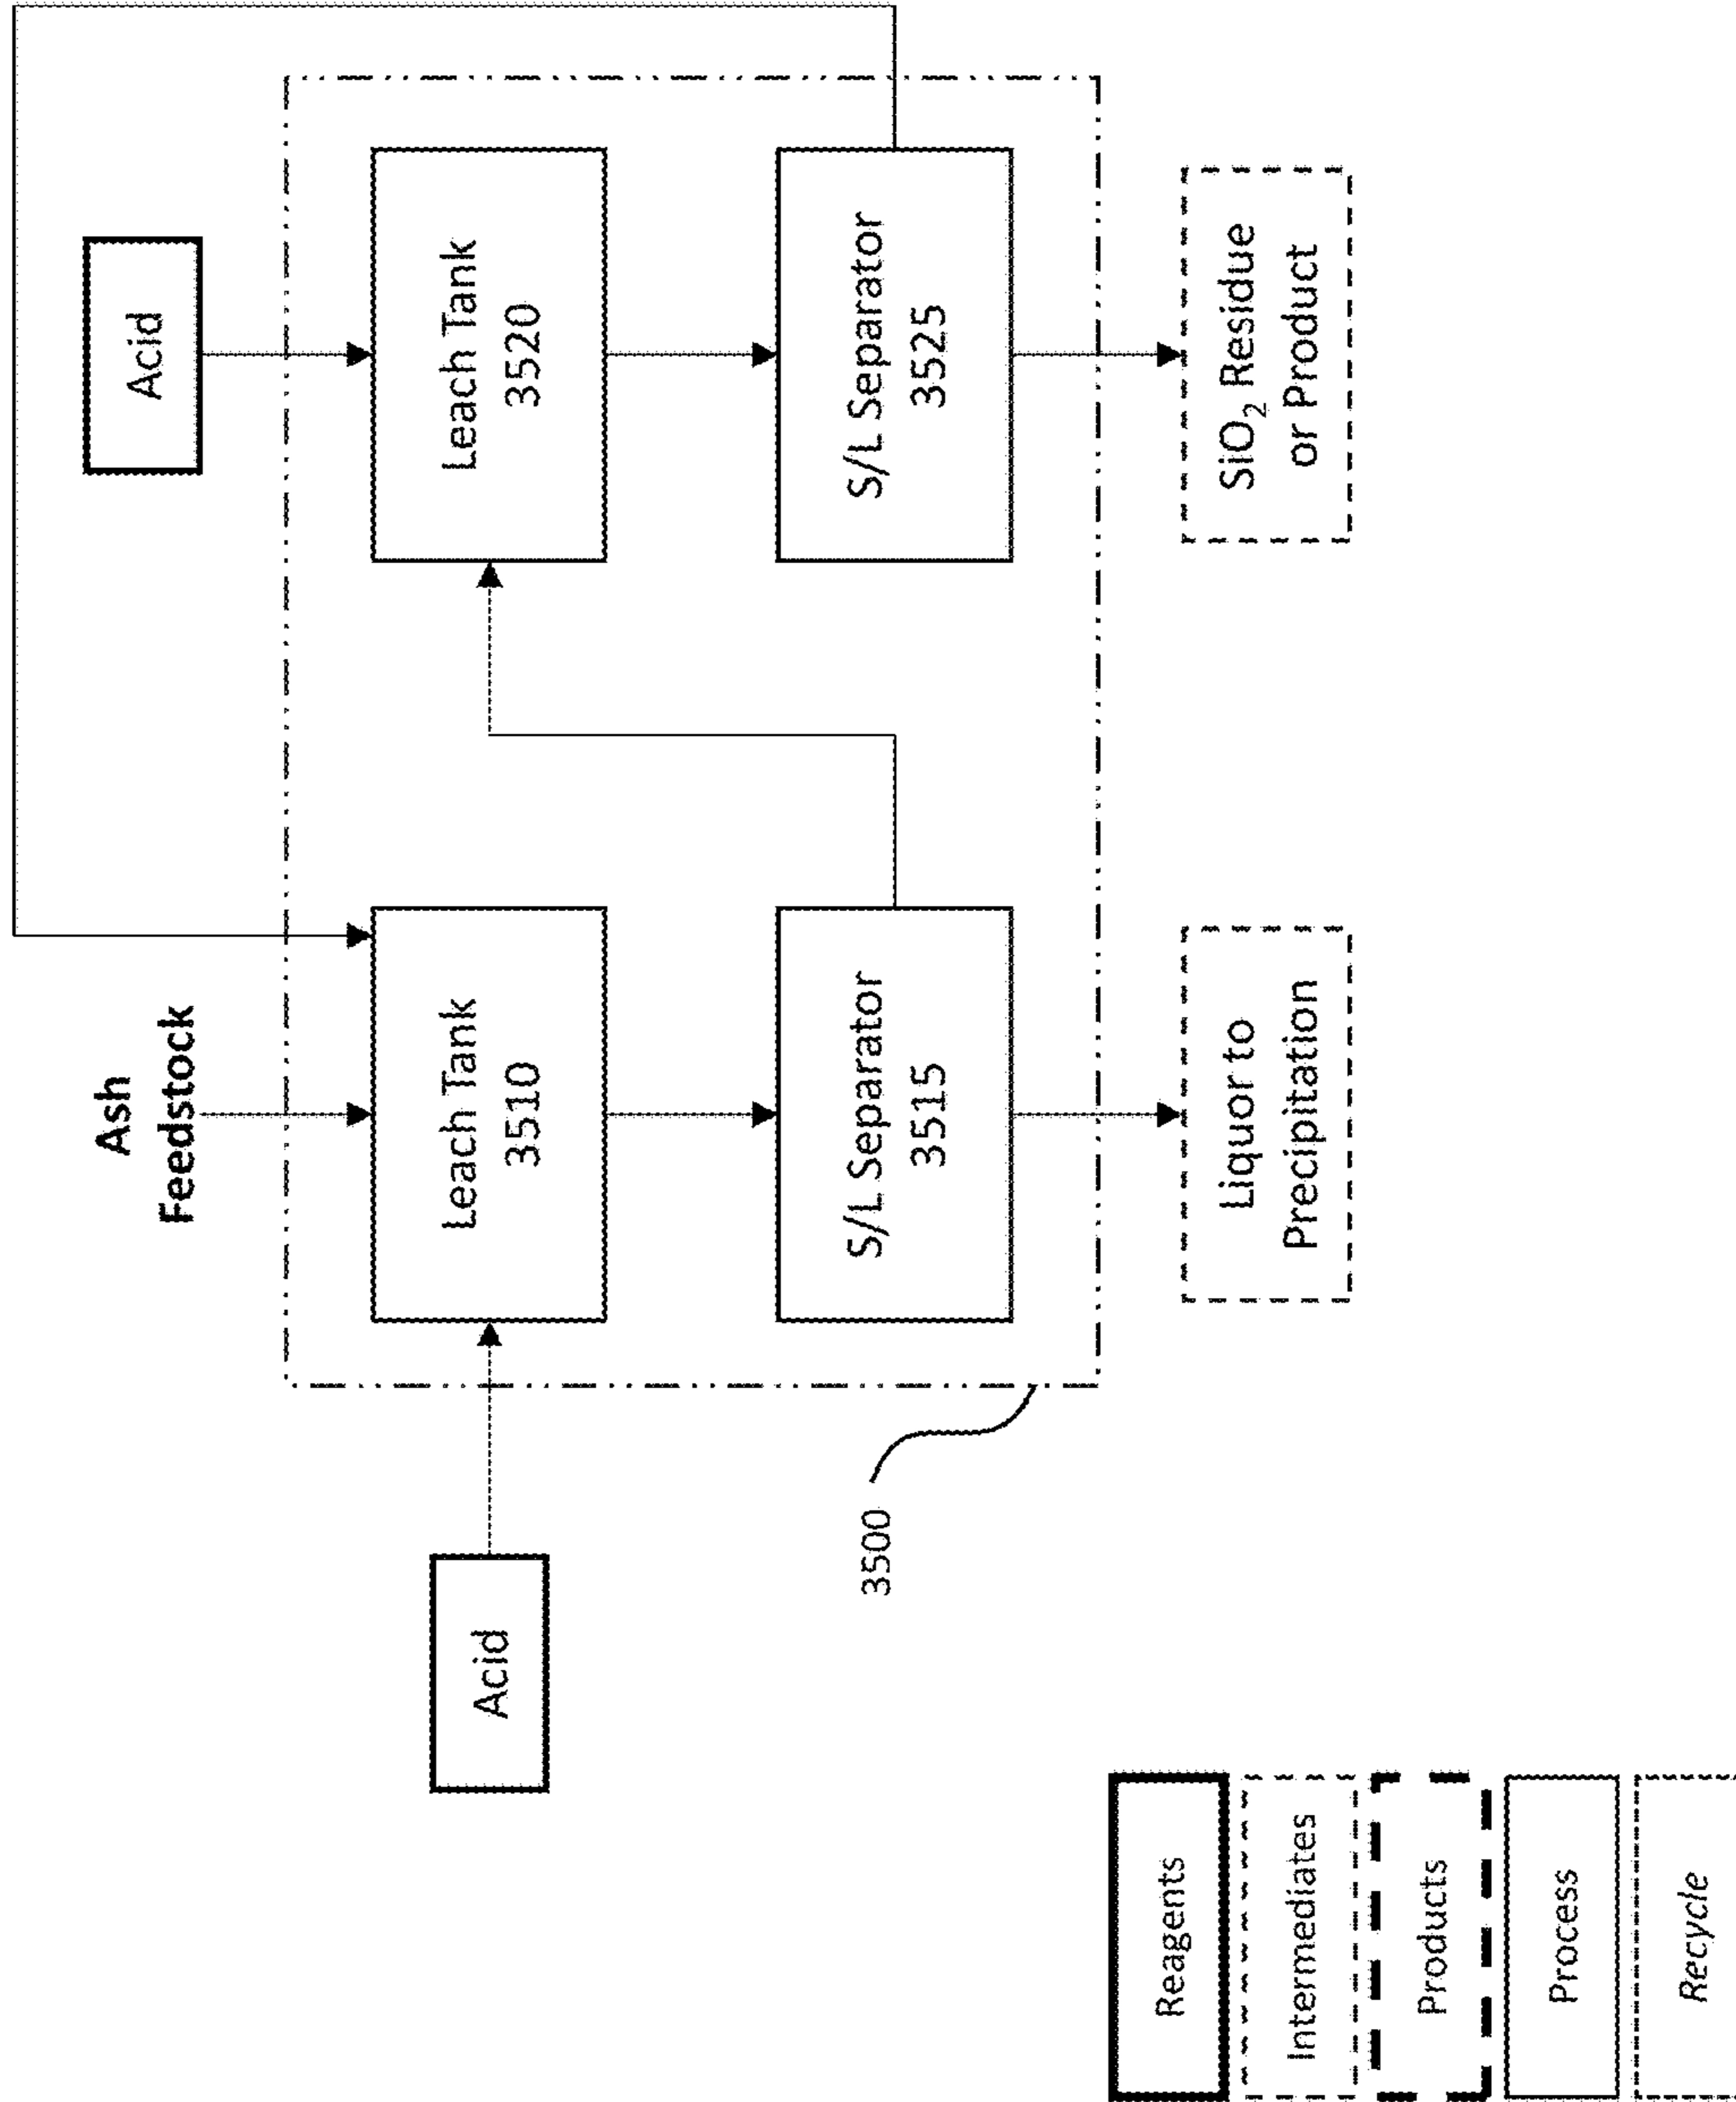 Ash
Feedstock
Acid
Acid
Leach Tank
3510
Leach Tank
3520
S/L Separator
3515
S/L Separator
3525
3500
Liquor to
Precipitation
SiO₂ Residue
or Product
Reagents
Intermediates
Products
Process
Recycle